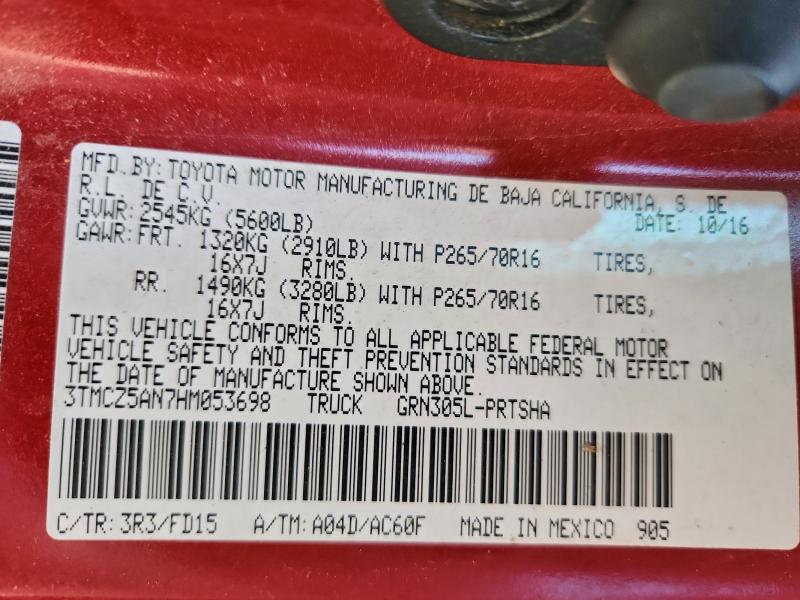 MFD. BY: TOYOTA MOTOR MANUFACTURING DE BAJA CALIFORNIA, S. DE
R.L. DE C.V.
GVWR: 2545KG (5600LB) DATE: 10/16
GAWR: FRT. 1320KG (2910LB) WITH P265/70R16 TIRES,
16X7J RIMS.
RR. 1490KG (3280LB) WITH P265/70R16 TIRES,
16X7J RIMS.
THIS VEHICLE CONFORMS TO ALL APPLICABLE FEDERAL MOTOR
VEHICLE SAFETY AND THEFT PREVENTION STANDARDS IN EFFECT ON
THE DATE OF MANUFACTURE SHOWN ABOVE.
3TMCZ5AN7HM053698 TRUCK GRN305L-PRTSHA
C/TR: 3R3/FD15 A/TM: A04D/AC60F MADE IN MEXICO 905